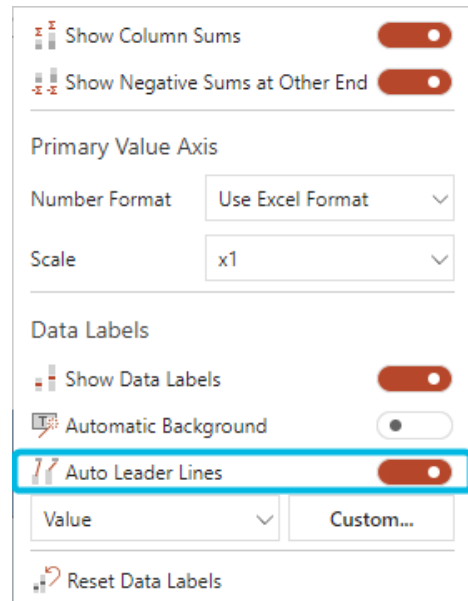 Show Column Sums
Show Negative Sums at Other End
Primary Value Axis
Number Format Use Excel Format
Scale x1
Data Labels
Show Data Labels
Automatic Background
Auto Leader Lines
Value Custom...
Reset Data Labels